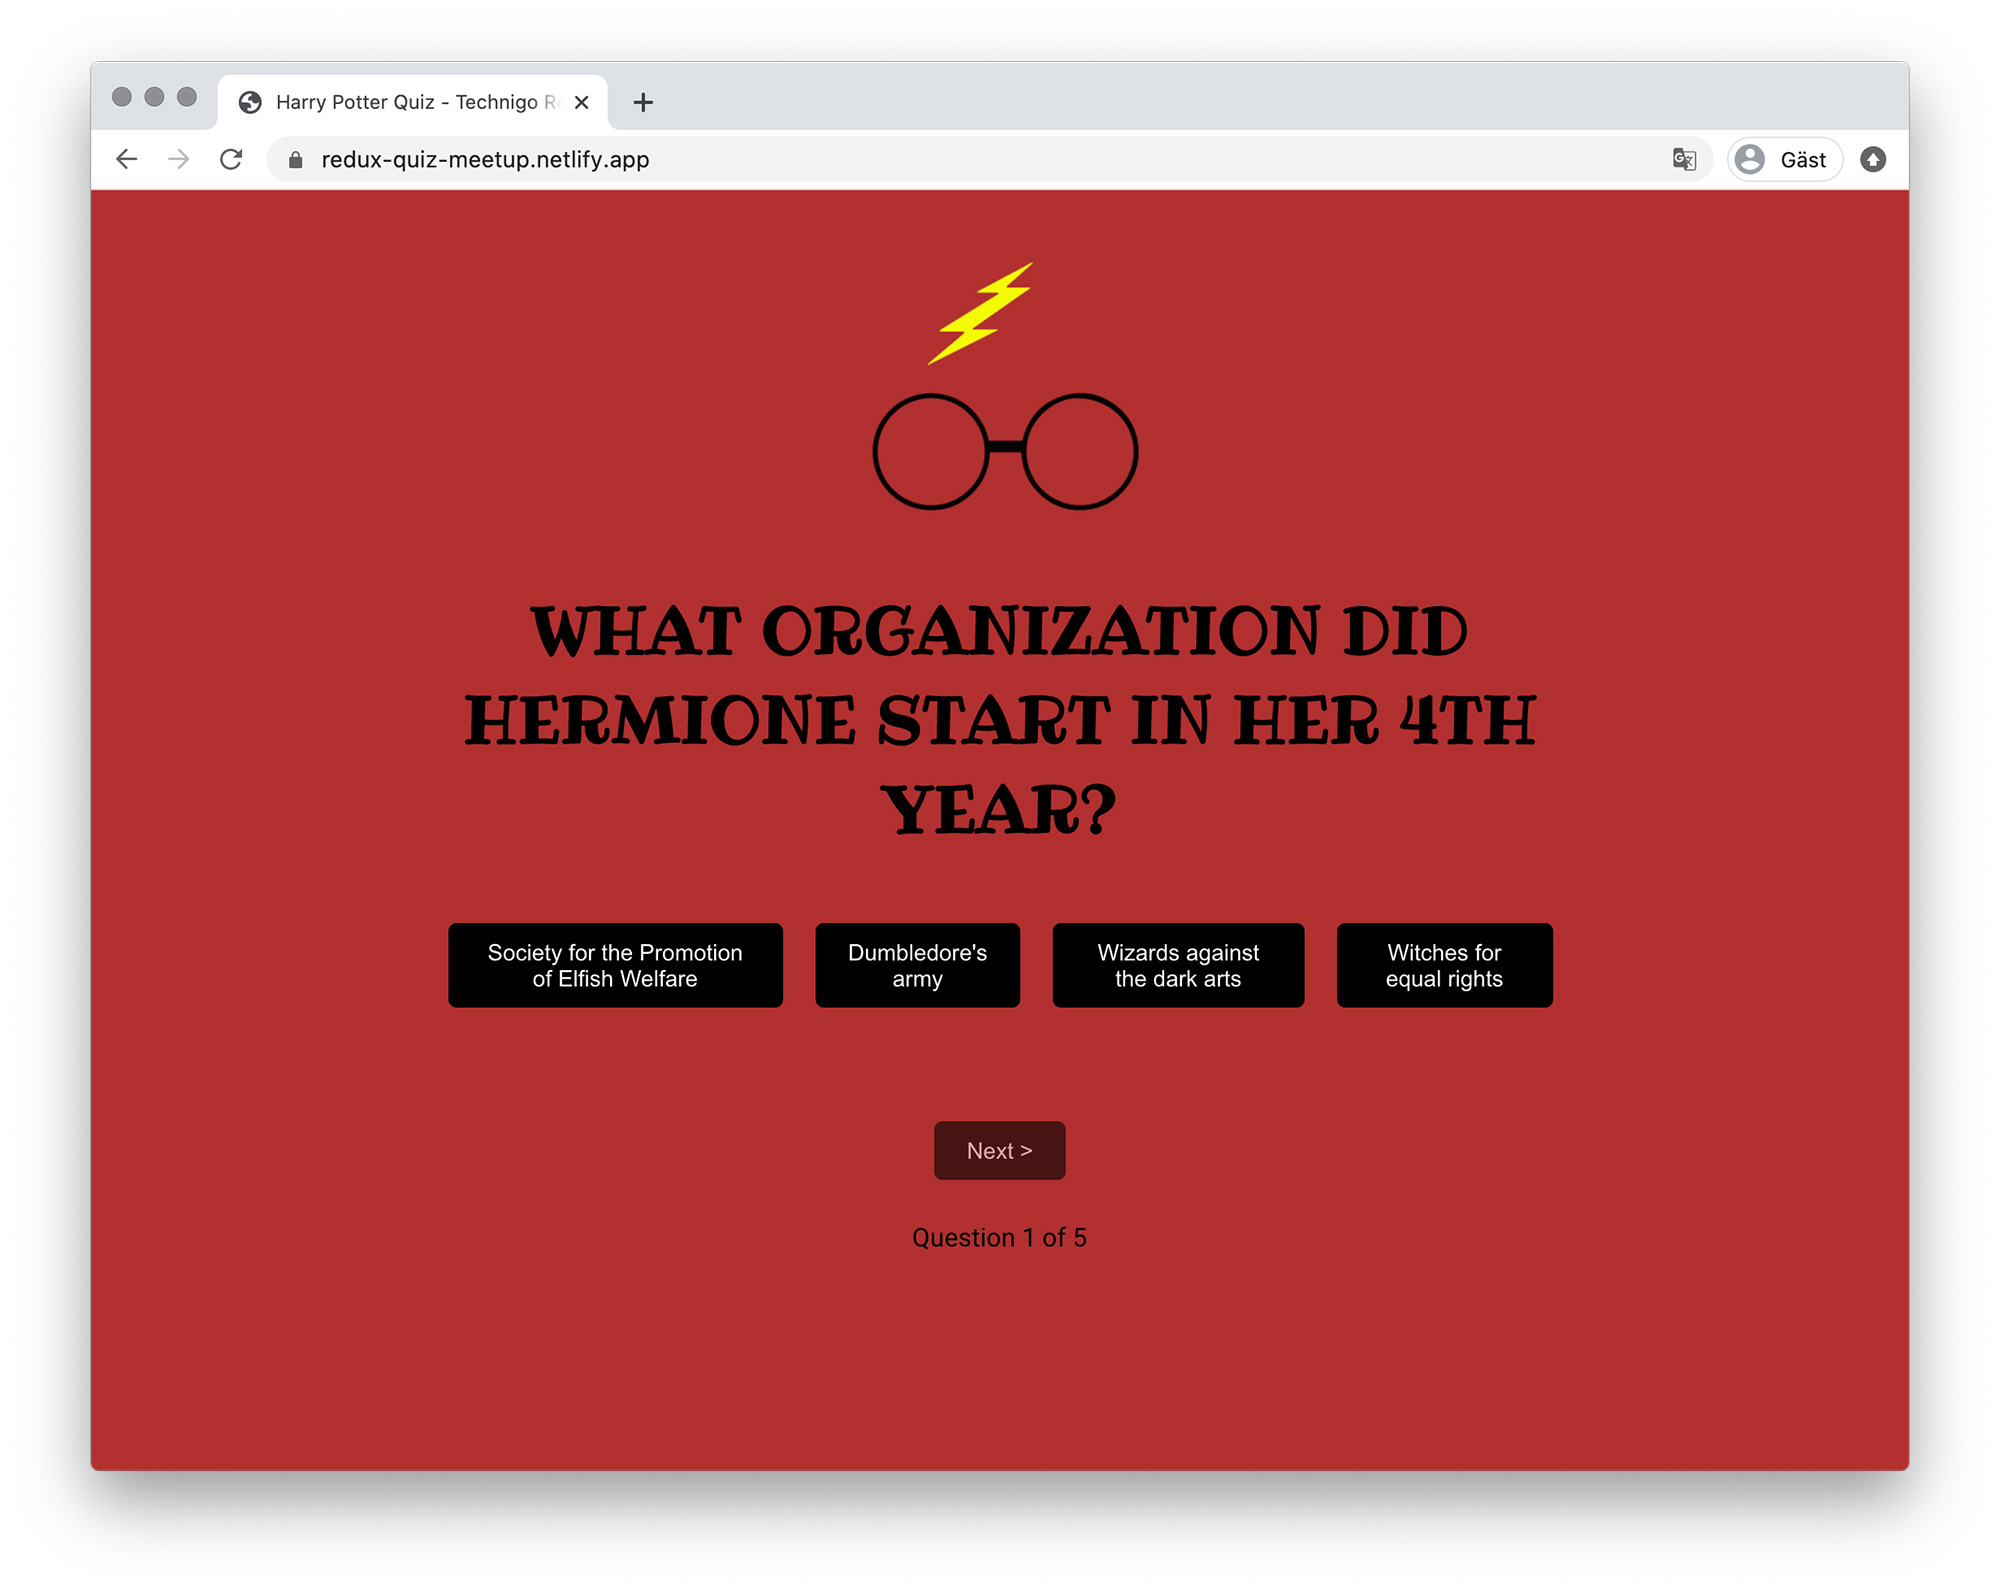 Harry Potter Quiz - Technigo
redux-quiz-meetup.netlify.app
Gäst
WHAT ORGANIZATION DID
HERMIONE START IN HER 4TH
YEAR?
Society for the Promotion
of Elfish Welfare
Dumbledore's
army
Wizards against
the dark arts
Witches for
equal rights
Next >
Question 1 of 5